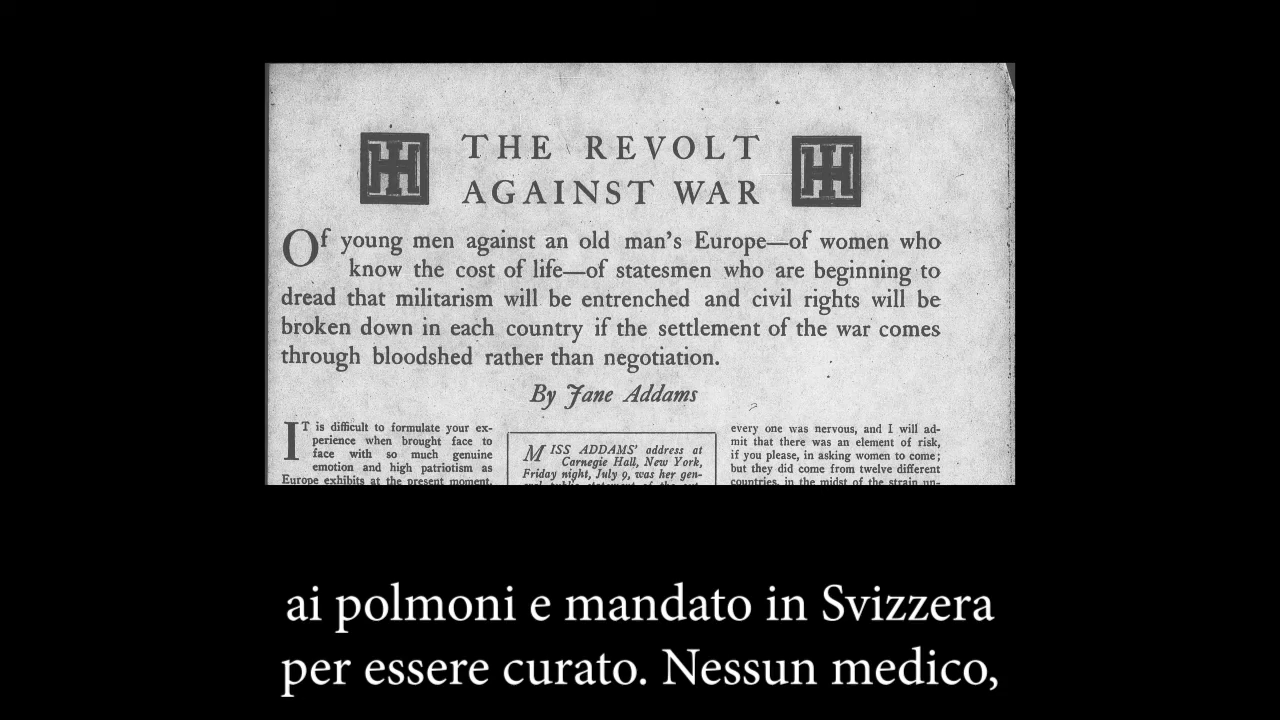 THE REVOLT
AGAINST WAR
Of young men against an old man's Europe—of women who
know the cost of life—of statesmen who are beginning to
dread that militarism will be entrenched and civil rights will be
broken down in each country if the settlement of the war comes
through bloodshed rather than negotiation.
By Jane Addams
IT is difficult to formulate your ex-
perience when brought face to
face with so much genuine
emotion and high patriotism as
Europe exhibits at the present moment.
MISS ADDAMS' address at
Carnegie Hall, New York,
Friday night, July 9, was her gen-
every one was nervous, and I will ad-
mit that there was an element of risk,
if you please, in asking women to come;
but they did come from twelve different
countries, in the midst of the strain un-
ai polmoni e mandato in Svizzera
per essere curato. Nessun medico,